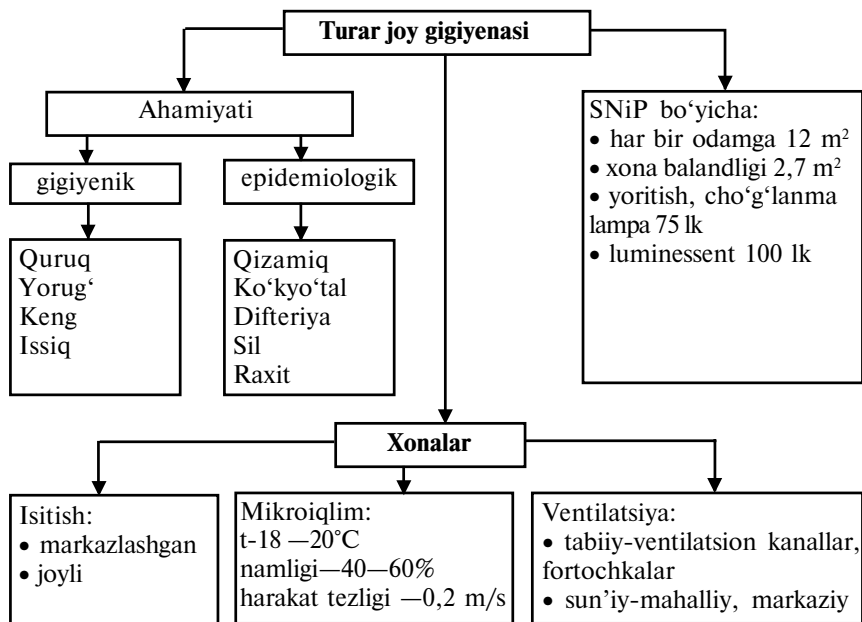 Turar joy gigiyenasi
Ahamiyati
gigiyenik
epidemiologik
Quruq
Yorug‘
Keng
Issiq
Qizamiq
Ko‘kyo‘tal
Difteriya
Sil
Raxit
SNiP bo‘yicha:
• har bir odamga 12 m²
• xona balandligi 2,7 m²
• yoritish, cho‘g‘lanma
lampa 75 lk
• luminessent 100 lk
Xonalar
Isitish:
• markazlashgan
• joyli
Mikroiqlim:
t-18 —20°C
namligi—40—60%
harakat tezligi —0,2 m/s
Ventilatsiya:
• tabiiy-ventilatsion kanallar,
fortochkalar
• sun’iy-mahalliy, markaziy